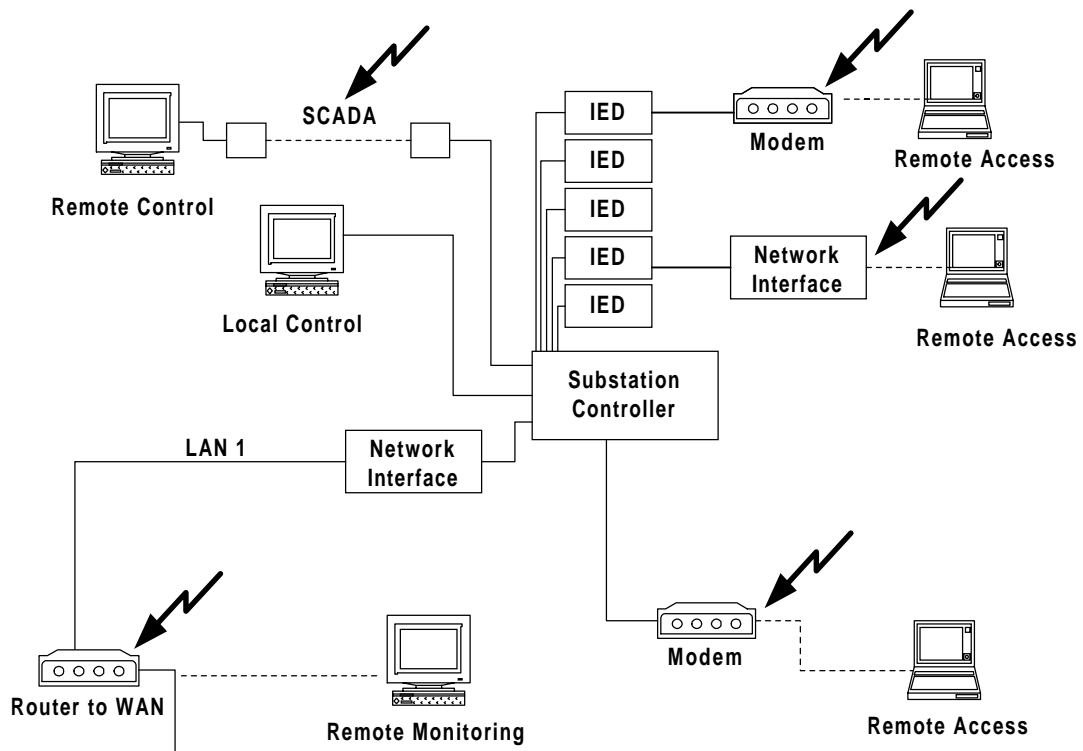 SCADA
Remote Control
Local Control
IED
IED
IED
IED
IED
Modem
Remote Access
Network
Interface
Remote Access
Substation
Controller
LAN 1
Network
Interface
Router to WAN
Remote Monitoring
Modem
Remote Access